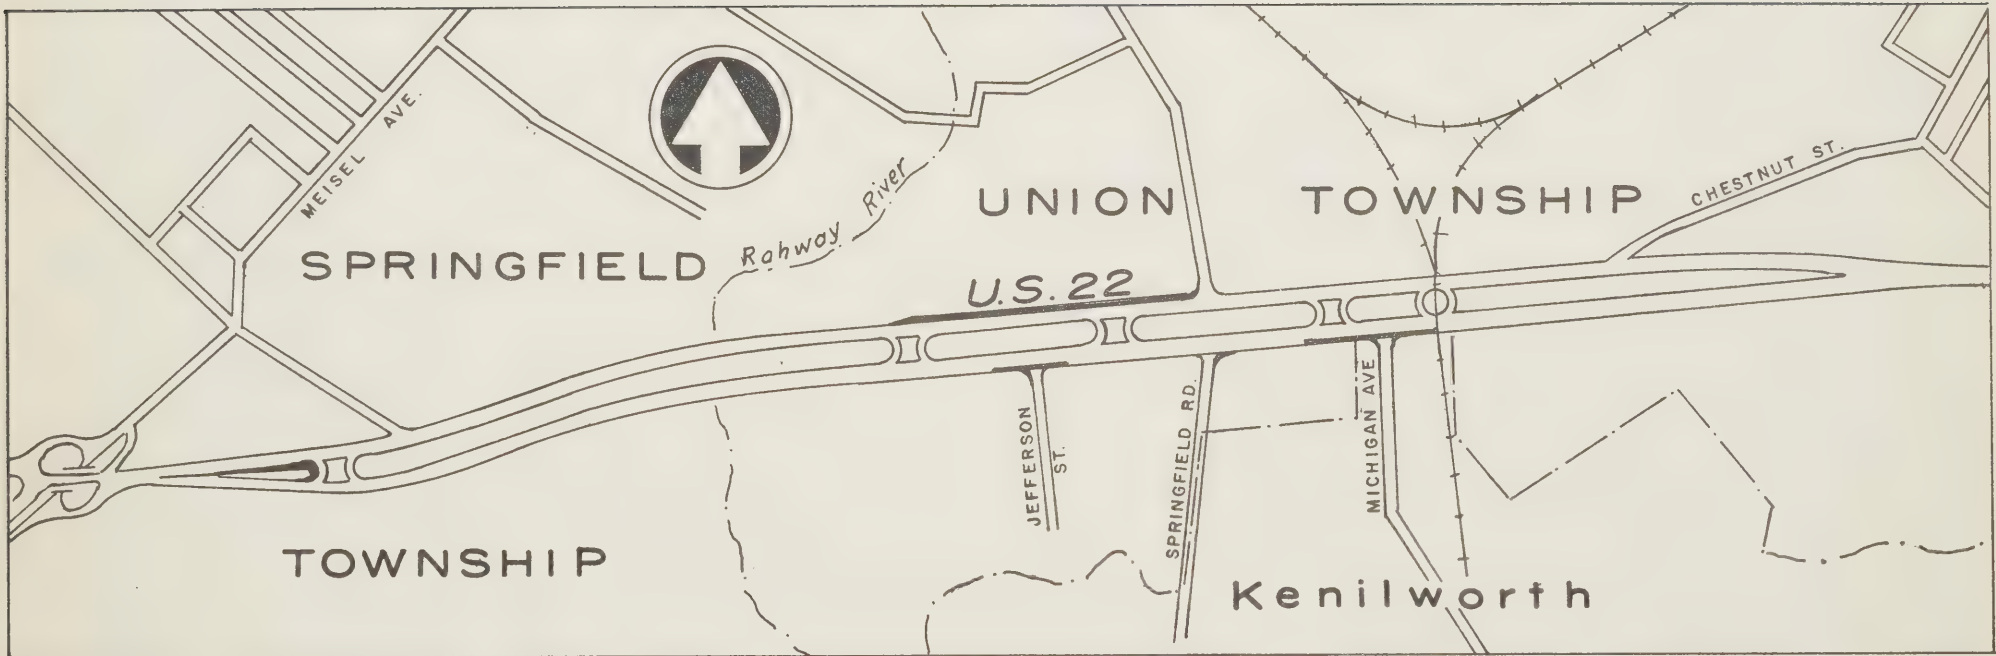 MEISEL AVE.
SPRINGFIELD
TOWNSHIP
Rahway River
UNION TOWNSHIP
U.S. 22
CHESTNUT ST.
JEFFERSON
ST.
SPRINGFIELD RD.
MICHIGAN AVE
Kenilworth